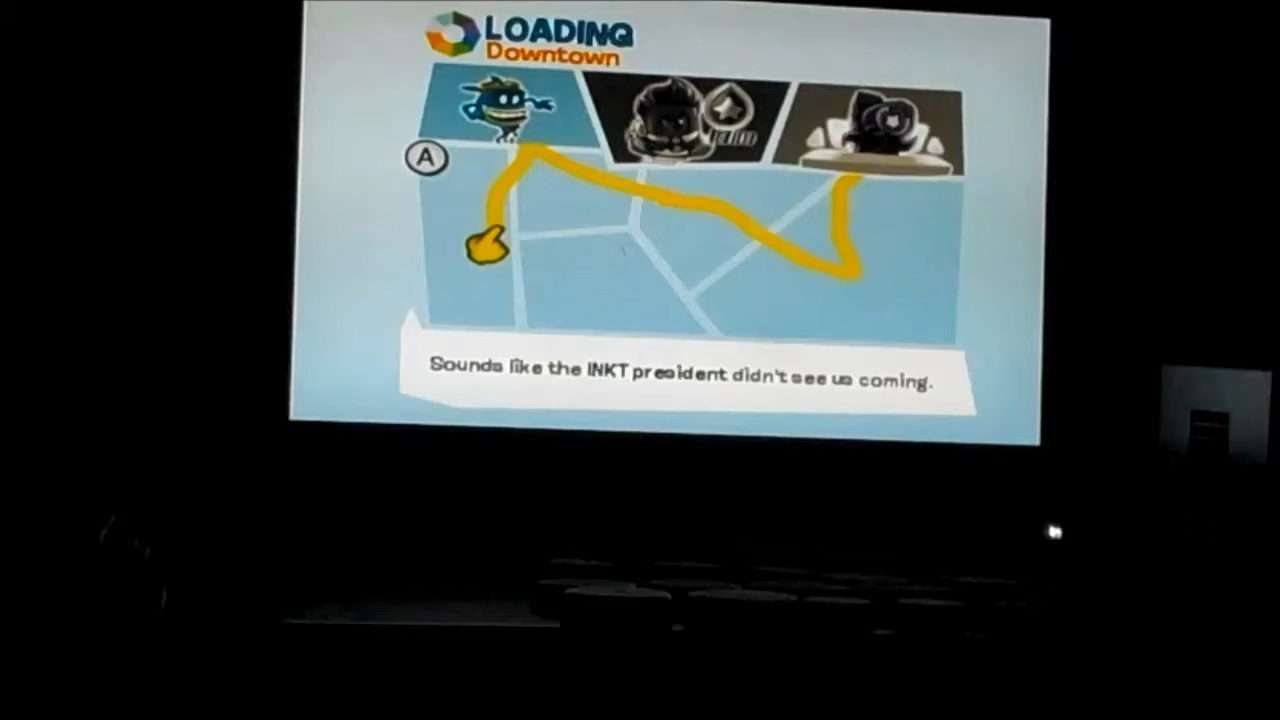 LOADING
Downtown
A
Sounds like the INKT president didn't see us coming.